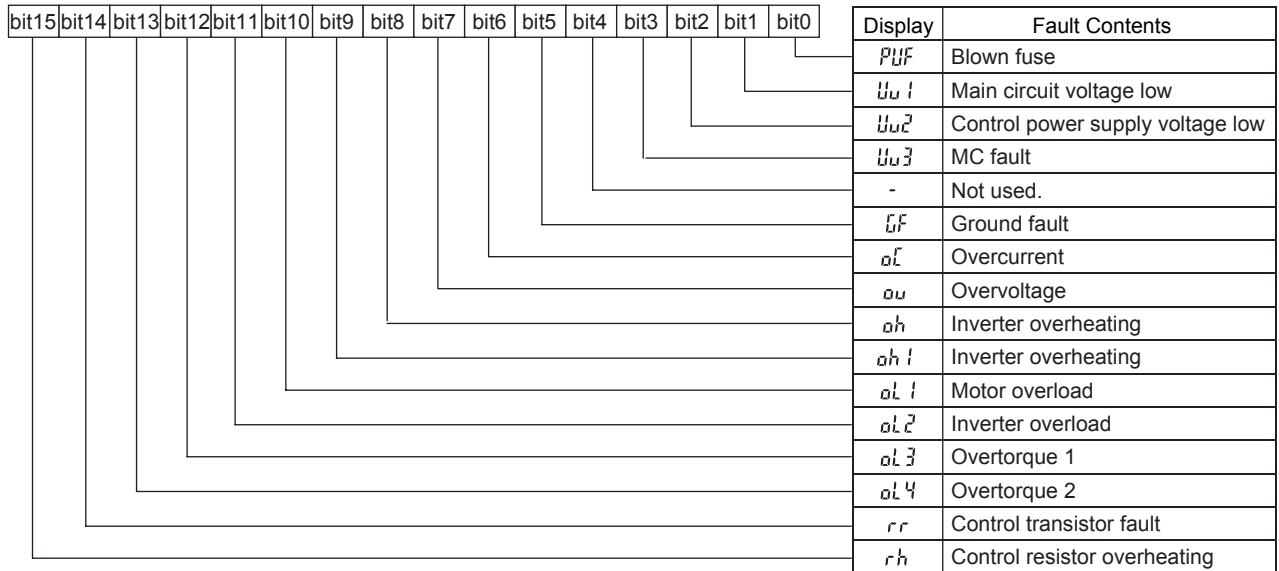 bit15 bit14 bit13 bit12 bit11 bit10 bit9 bit8 bit7 bit6 bit5 bit4 bit3 bit2 bit1 bit0
Display Fault Contents
PUF Blown fuse
Uu1 Main circuit voltage low
Uu2 Control power supply voltage low
Uu3 MC fault
- Not used.
GF Ground fault
oC Overcurrent
ou Overvoltage
oh Inverter overheating
oh1 Inverter overheating
oL1 Motor overload
oL2 Inverter overload
oL3 Overtorque 1
oL4 Overtorque 2
rr Control transistor fault
rh Control resistor overheating